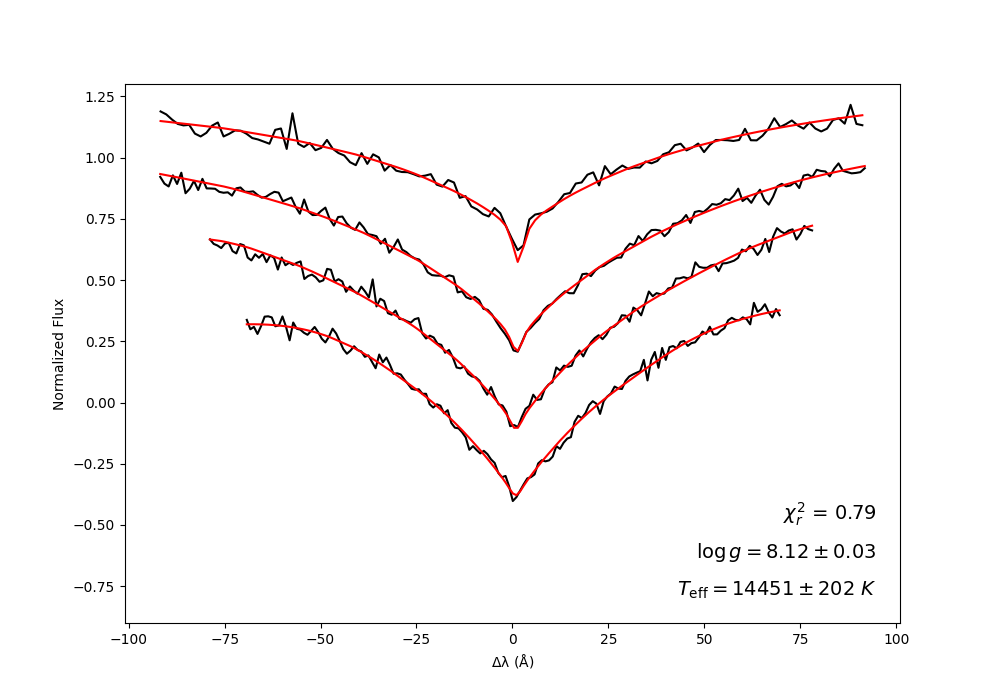 1.25
1.00
0.75
0.50
0.25
0.00
−0.25
−0.50
−0.75
Normalized Flux
χ²ᵣ = 0.79
log g = 8.12 ± 0.03
T_eff = 14451 ± 202 K
−100 −75 −50 −25 0 25 50 75 100
Δλ (Å)